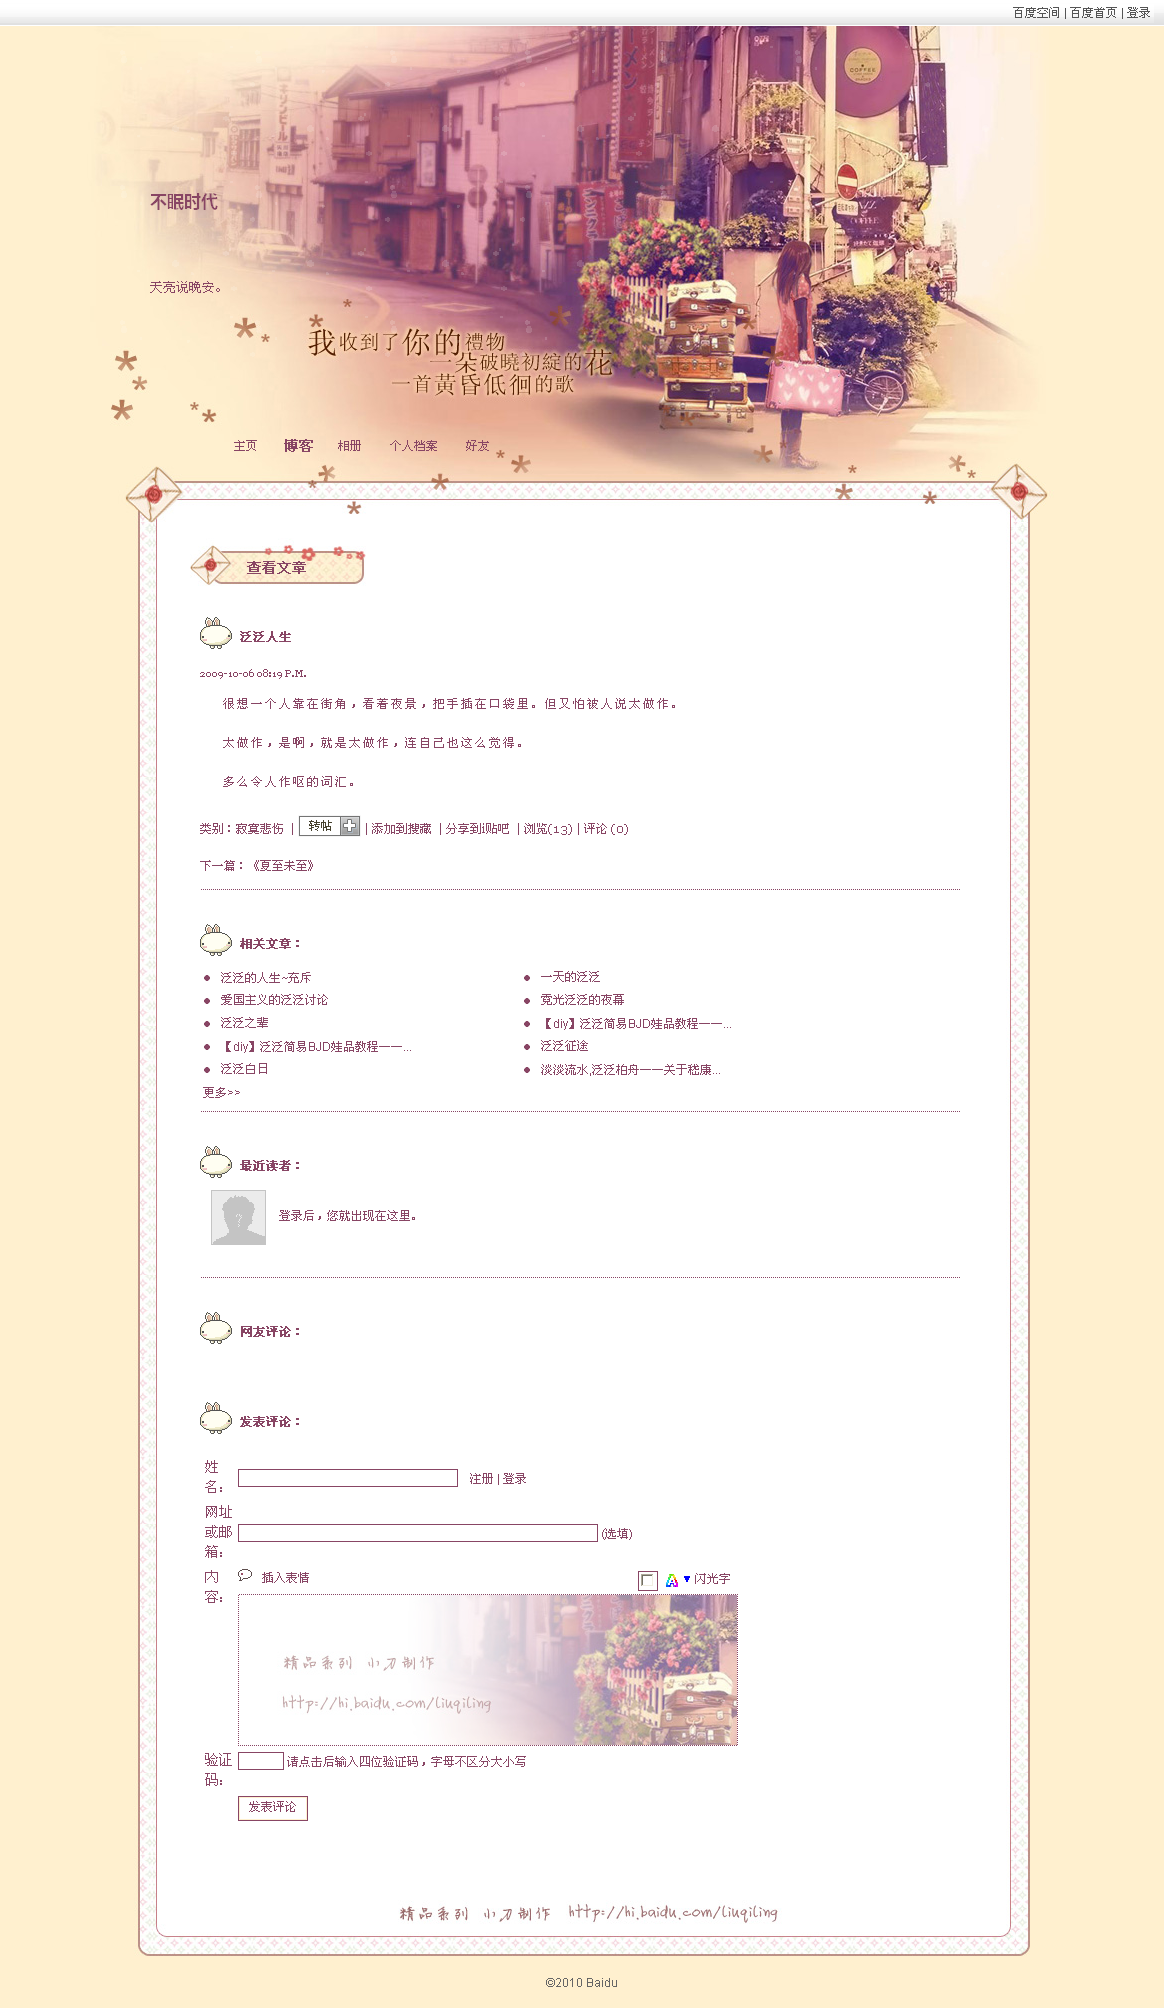 百度空间 | 百度首页 | 登录
COFFEE
不眠时代
天亮说晚安。
我收到了你的禮物
一朵破曉初綻的花
一首黃昏低徊的歌
主页 博客 相册 个人档案 好友
查看文章
泛泛人生
2009-10-06 08:19 P.M.
很想一个人靠在街角，看着夜景，把手插在口袋里。但又怕被人说太做作。
太做作，是啊，就是太做作，连自己也这么觉得。
多么令人作呕的词汇。
类别：寂寞悲伤 | 转帖 | 添加到搜藏 | 分享到i贴吧 | 浏览(13) | 评论 (0)
下一篇：《夏至未至》
相关文章：
泛泛的人生~充斥 一天的泛泛
爱国主义的泛泛讨论 霓光泛泛的夜幕
泛泛之辈 【diy】泛泛简易BJD娃品教程——...
【diy】泛泛简易BJD娃品教程——... 泛泛征途
泛泛白日 淡淡流水,泛泛柏舟——关于嵇康...
更多>>
最近读者：
登录后，您就出现在这里。
网友评论：
发表评论：
姓
名： 注册 | 登录
网址
或邮
箱： (选填)
内
容： 插入表情 闪光字
精品系列 小刀制作
http://hi.baidu.com/liuqiling
验证
码： 请点击后输入四位验证码，字母不区分大小写
发表评论
精品系列 小刀制作 http://hi.baidu.com/liuqiling
©2010 Baidu